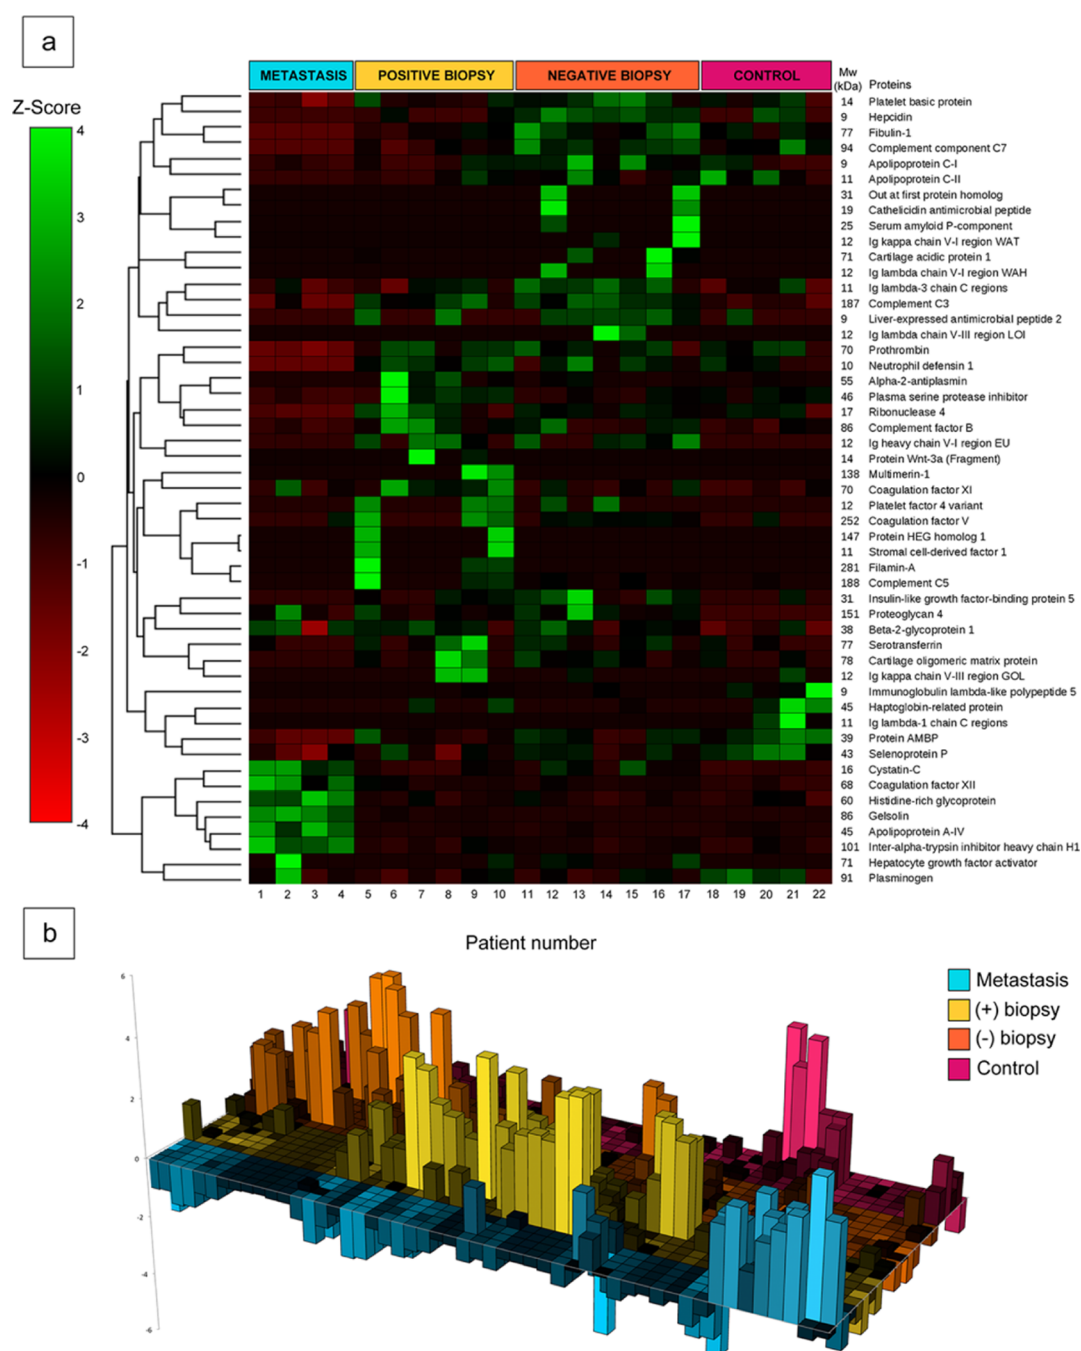 a
METASTASIS POSITIVE BIOPSY NEGATIVE BIOPSY CONTROL
Mw (kDa) Proteins
Z-Score
4
3
2
1
0
-1
-2
-3
-4
14 Platelet basic protein
9 Hepcidin
77 Fibulin-1
94 Complement component C7
9 Apolipoprotein C-I
11 Apolipoprotein C-II
31 Out at first protein homolog
19 Cathelicidin antimicrobial peptide
25 Serum amyloid P-component
12 Ig kappa chain V-I region WAT
71 Cartilage acidic protein 1
12 Ig lambda chain V-I region WAH
11 Ig lambda-3 chain C regions
187 Complement C3
9 Liver-expressed antimicrobial peptide 2
12 Ig lambda chain V-III region LOI
70 Prothrombin
10 Neutrophil defensin 1
55 Alpha-2-antiplasmin
46 Plasma serine protease inhibitor
17 Ribonuclease 4
86 Complement factor B
12 Ig heavy chain V-I region EU
14 Protein Wnt-3a (Fragment)
138 Multimerin-1
70 Coagulation factor XI
12 Platelet factor 4 variant
252 Coagulation factor V
147 Protein HEG homolog 1
11 Stromal cell-derived factor 1
281 Filamin-A
188 Complement C5
31 Insulin-like growth factor-binding protein 5
151 Proteoglycan 4
38 Beta-2-glycoprotein 1
77 Serotransferrin
78 Cartilage oligomeric matrix protein
12 Ig kappa chain V-III region GOL
9 Immunoglobulin lambda-like polypeptide 5
45 Haptoglobin-related protein
11 Ig lambda-1 chain C regions
39 Protein AMBP
43 Selenoprotein P
16 Cystatin-C
68 Coagulation factor XII
60 Histidine-rich glycoprotein
86 Gelsolin
45 Apolipoprotein A-IV
101 Inter-alpha-trypsin inhibitor heavy chain H1
71 Hepatocyte growth factor activator
91 Plasminogen
1 2 3 4 5 6 7 8 9 10 11 12 13 14 15 16 17 18 19 20 21 22
Patient number
b
6
4
2
0
-2
-4
-6
Metastasis
(+) biopsy
(-) biopsy
Control